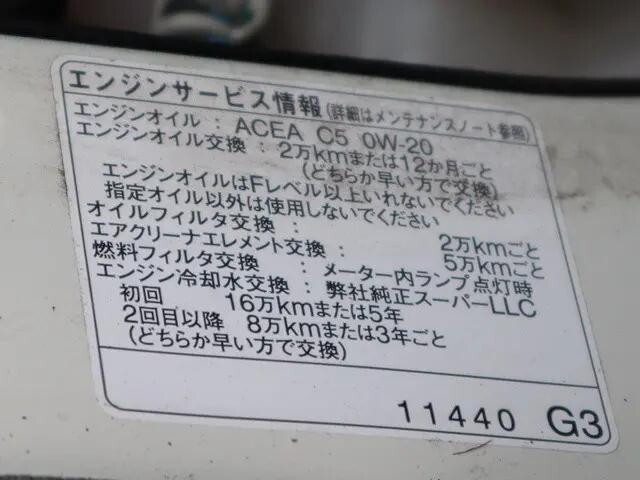 エンジンサービス情報(詳細はメンテナンスノート参照)
エンジンオイル : ACEA C5 0W-20
エンジンオイル交換 : 2万kmまたは12か月ごと
(どちらか早い方で交換)
エンジンオイルはFレベル以上いれないでください
指定オイル以外は使用しないでください
オイルフィルタ交換 : 2万kmごと
エアクリーナエレメント交換 : 5万kmごと
燃料フィルタ交換 : メーター内ランプ点灯時
エンジン冷却水交換 : 弊社純正スーパーLLC
初回 16万kmまたは5年
2回目以降 8万kmまたは3年ごと
(どちらか早い方で交換)
11440 G3